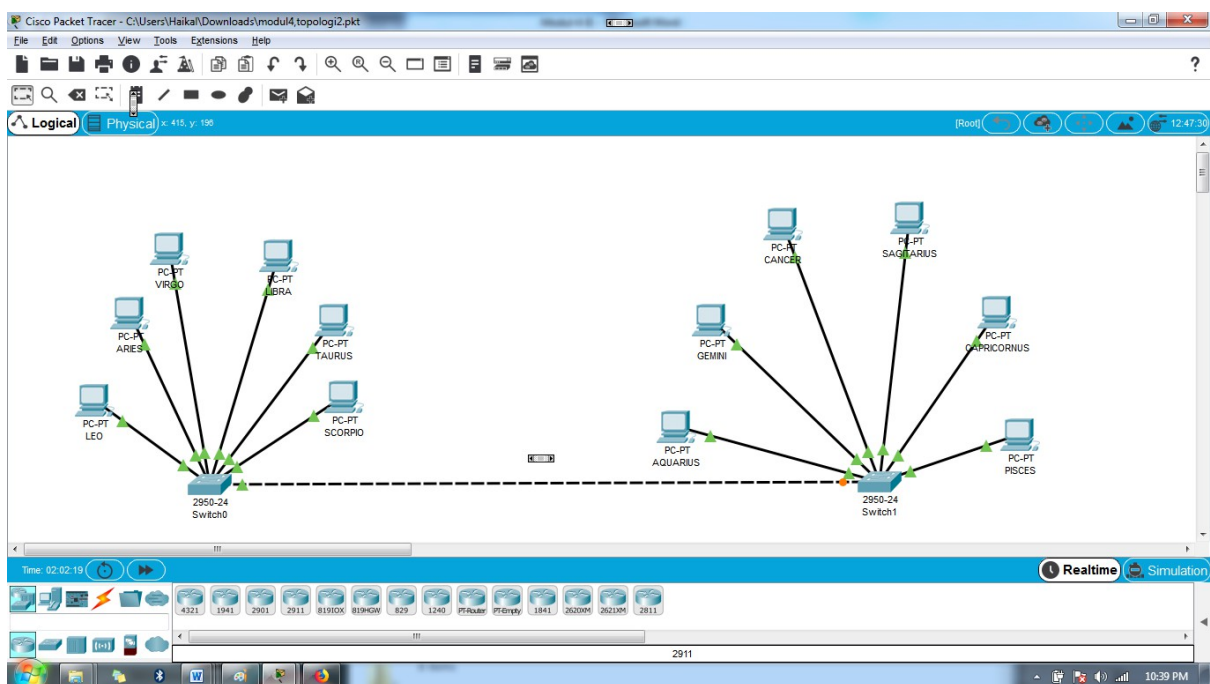 Cisco Packet Tracer - C:\Users\Haikal\Downloads\modul4,topologi2.pkt
File Edit Options View Tools Extensions Help
?
Logical Physical x: 415, y: 196 [Root] 12:47:30
PC-PT
VIRGO
PC-PT
LIBRA
PC-PT
ARIES
PC-PT
TAURUS
PC-PT
LEO
PC-PT
SCORPIO
2950-24
Switch0
PC-PT
CANCER
PC-PT
SAGITARIUS
PC-PT
GEMINI
PC-PT
CAPRICORNUS
PC-PT
AQUARIUS
PC-PT
PISCES
2950-24
Switch1
Time: 02:02:19 Realtime Simulation
4321 1941 2901 2911 819IOX 819HGW 829 1240 PT-Router PT-Empty 1841 2620XM 2621XM 2811
2911
10:39 PM